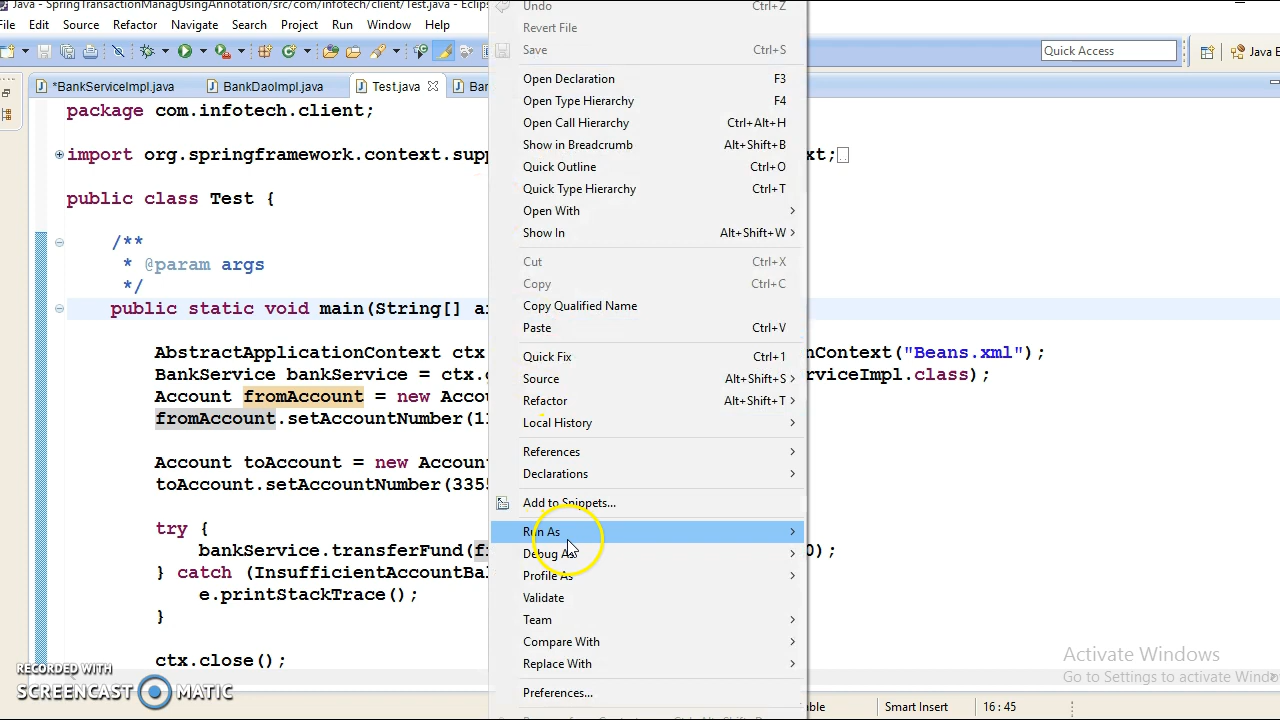 Java - SpringTransactionManagUsingAnnotation/src/com/infotech/client/Test.java - Eclips
File Edit Source Refactor Navigate Search Project Run Window Help
Quick Access
Java E
*BankServiceImpl.java
BankDaoImpl.java
Test.java
Ban
package com.infotech.client;
import org.springframework.context.supp
xt;
public class Test {
/**
* @param args
*/
public static void main(String[] ar
AbstractApplicationContext ctx
nContext("Beans.xml");
BankService bankService = ctx.
rviceImpl.class);
Account fromAccount = new Accou
fromAccount.setAccountNumber(1
Account toAccount = new Account
toAccount.setAccountNumber(3355
try {
bankService.transferFund(f
0);
} catch (InsufficientAccountBal
e.printStackTrace();
}
ctx.close();
Undo Ctrl+Z
Revert File
Save Ctrl+S
Open Declaration F3
Open Type Hierarchy F4
Open Call Hierarchy Ctrl+Alt+H
Show in Breadcrumb Alt+Shift+B
Quick Outline Ctrl+O
Quick Type Hierarchy Ctrl+T
Open With
Show In Alt+Shift+W
Cut Ctrl+X
Copy Ctrl+C
Copy Qualified Name
Paste Ctrl+V
Quick Fix Ctrl+1
Source Alt+Shift+S
Refactor Alt+Shift+T
Local History
References
Declarations
Add to Snippets...
Run As
Debug As
Profile As
Validate
Team
Compare With
Replace With
Preferences...
Activate Windows
Go to Settings to activate Windo
RECORDED WITH
SCREENCAST MATIC
Smart Insert
16 : 45